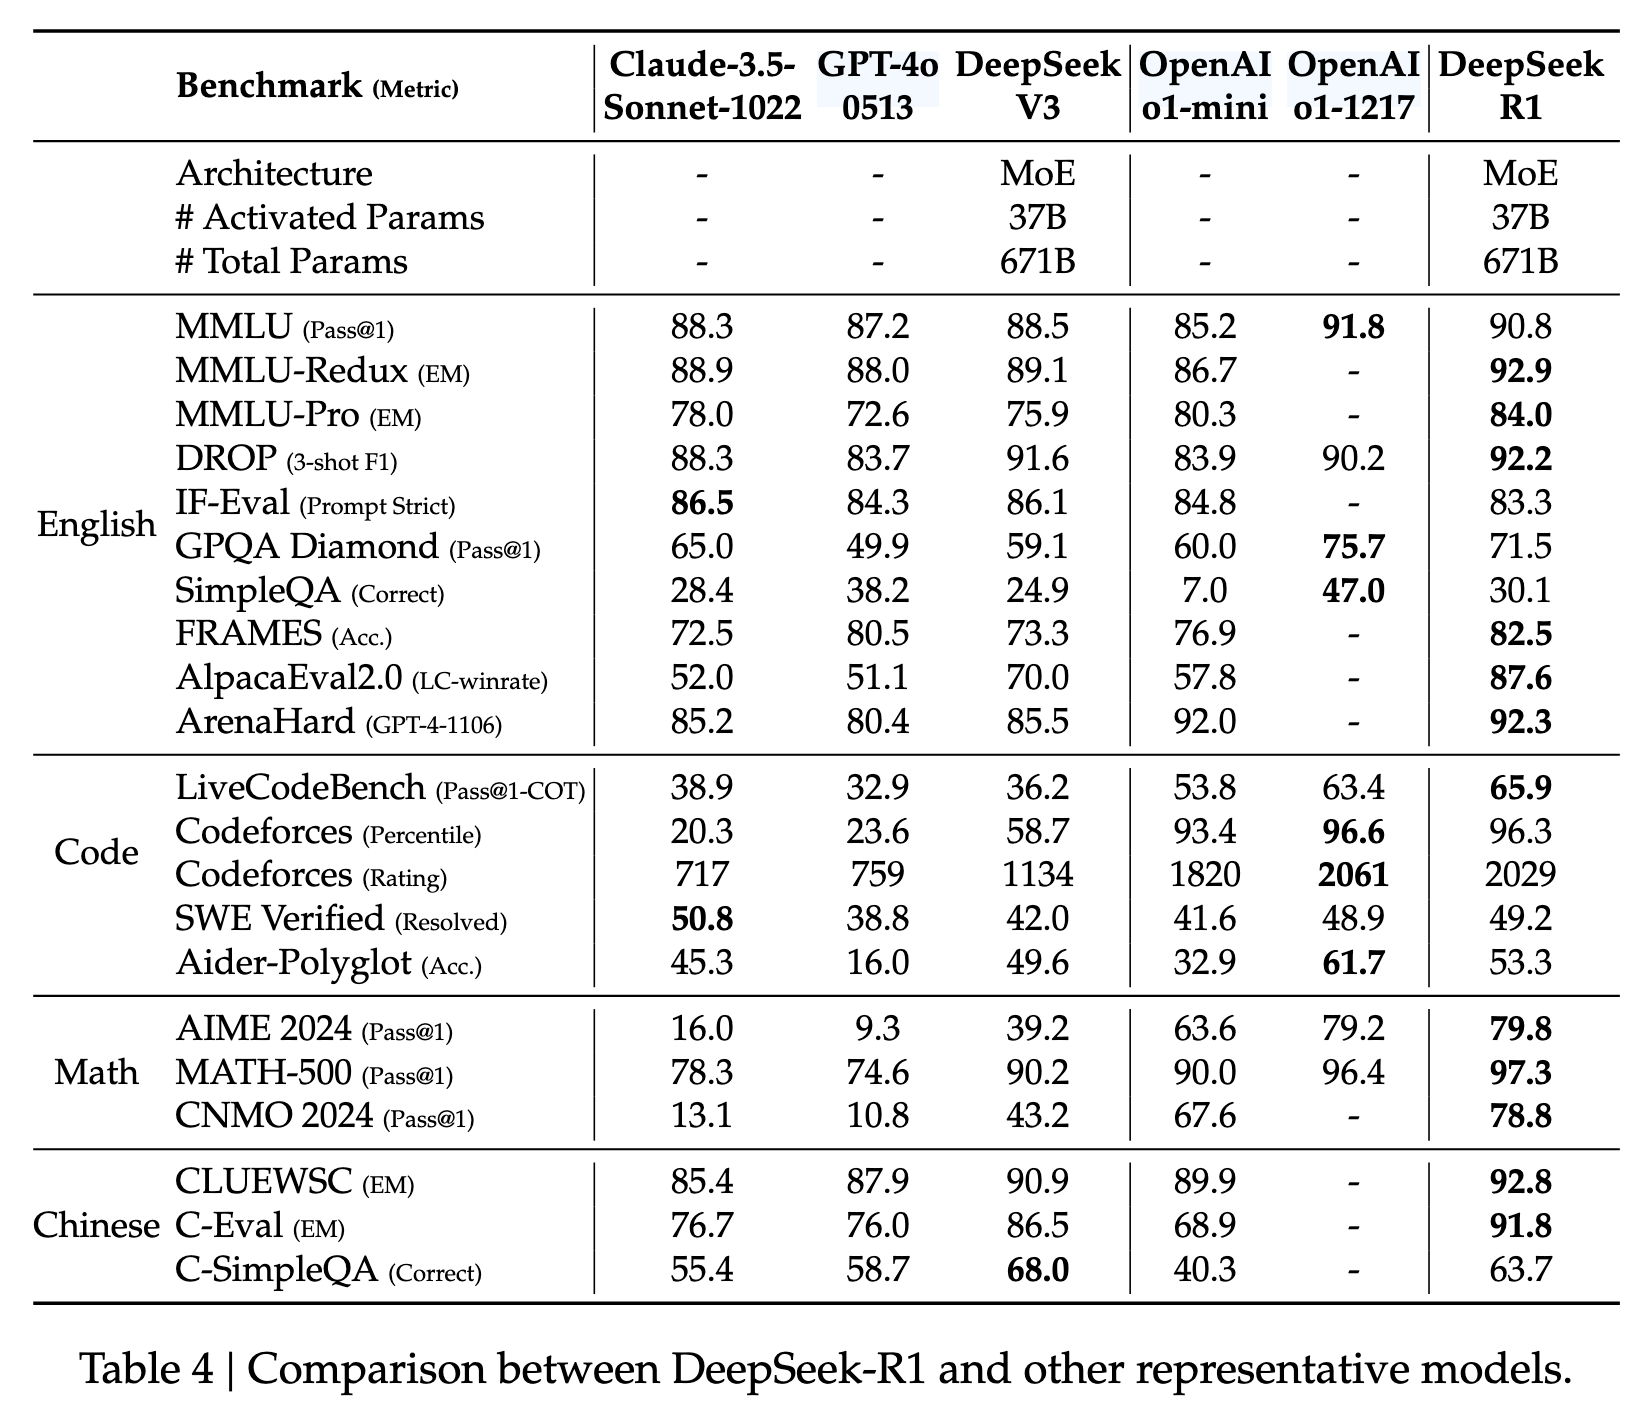 Benchmark (Metric) Claude-3.5-Sonnet-1022 GPT-4o 0513 DeepSeek V3 OpenAI o1-mini OpenAI o1-1217 DeepSeek R1
Architecture - - MoE - - MoE
# Activated Params - - 37B - - 37B
# Total Params - - 671B - - 671B
English
MMLU (Pass@1) 88.3 87.2 88.5 85.2 91.8 90.8
MMLU-Redux (EM) 88.9 88.0 89.1 86.7 - 92.9
MMLU-Pro (EM) 78.0 72.6 75.9 80.3 - 84.0
DROP (3-shot F1) 88.3 83.7 91.6 83.9 90.2 92.2
IF-Eval (Prompt Strict) 86.5 84.3 86.1 84.8 - 83.3
GPQA Diamond (Pass@1) 65.0 49.9 59.1 60.0 75.7 71.5
SimpleQA (Correct) 28.4 38.2 24.9 7.0 47.0 30.1
FRAMES (Acc.) 72.5 80.5 73.3 76.9 - 82.5
AlpacaEval2.0 (LC-winrate) 52.0 51.1 70.0 57.8 - 87.6
ArenaHard (GPT-4-1106) 85.2 80.4 85.5 92.0 - 92.3
Code
LiveCodeBench (Pass@1-COT) 38.9 32.9 36.2 53.8 63.4 65.9
Codeforces (Percentile) 20.3 23.6 58.7 93.4 96.6 96.3
Codeforces (Rating) 717 759 1134 1820 2061 2029
SWE Verified (Resolved) 50.8 38.8 42.0 41.6 48.9 49.2
Aider-Polyglot (Acc.) 45.3 16.0 49.6 32.9 61.7 53.3
Math
AIME 2024 (Pass@1) 16.0 9.3 39.2 63.6 79.2 79.8
MATH-500 (Pass@1) 78.3 74.6 90.2 90.0 96.4 97.3
CNMO 2024 (Pass@1) 13.1 10.8 43.2 67.6 - 78.8
Chinese
CLUEWSC (EM) 85.4 87.9 90.9 89.9 - 92.8
C-Eval (EM) 76.7 76.0 86.5 68.9 - 91.8
C-SimpleQA (Correct) 55.4 58.7 68.0 40.3 - 63.7
Table 4 | Comparison between DeepSeek-R1 and other representative models.